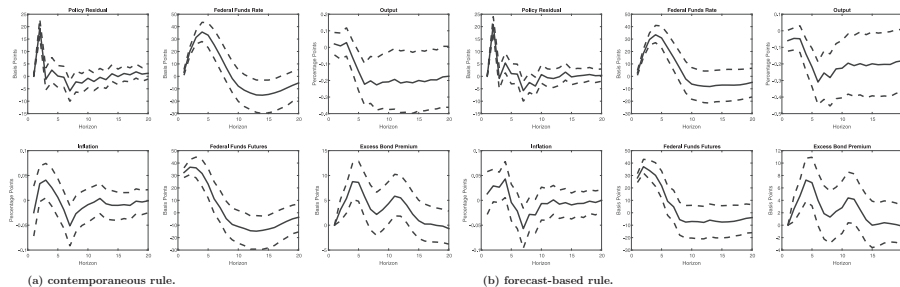 Policy Residual
Federal Funds Rate
Output
Policy Residual
Federal Funds Rate
Output
Basis Points
Basis Points
Percentage Points
Basis Points
Basis Points
Percentage Points
Horizon
Horizon
Horizon
Horizon
Horizon
Horizon
Inflation
Federal Funds Futures
Excess Bond Premium
Inflation
Federal Funds Futures
Excess Bond Premium
Percentage Points
Basis Points
Basis Points
Percentage Points
Basis Points
Basis Points
Horizon
Horizon
Horizon
Horizon
Horizon
Horizon
(a) contemporaneous rule.
(b) forecast-based rule.